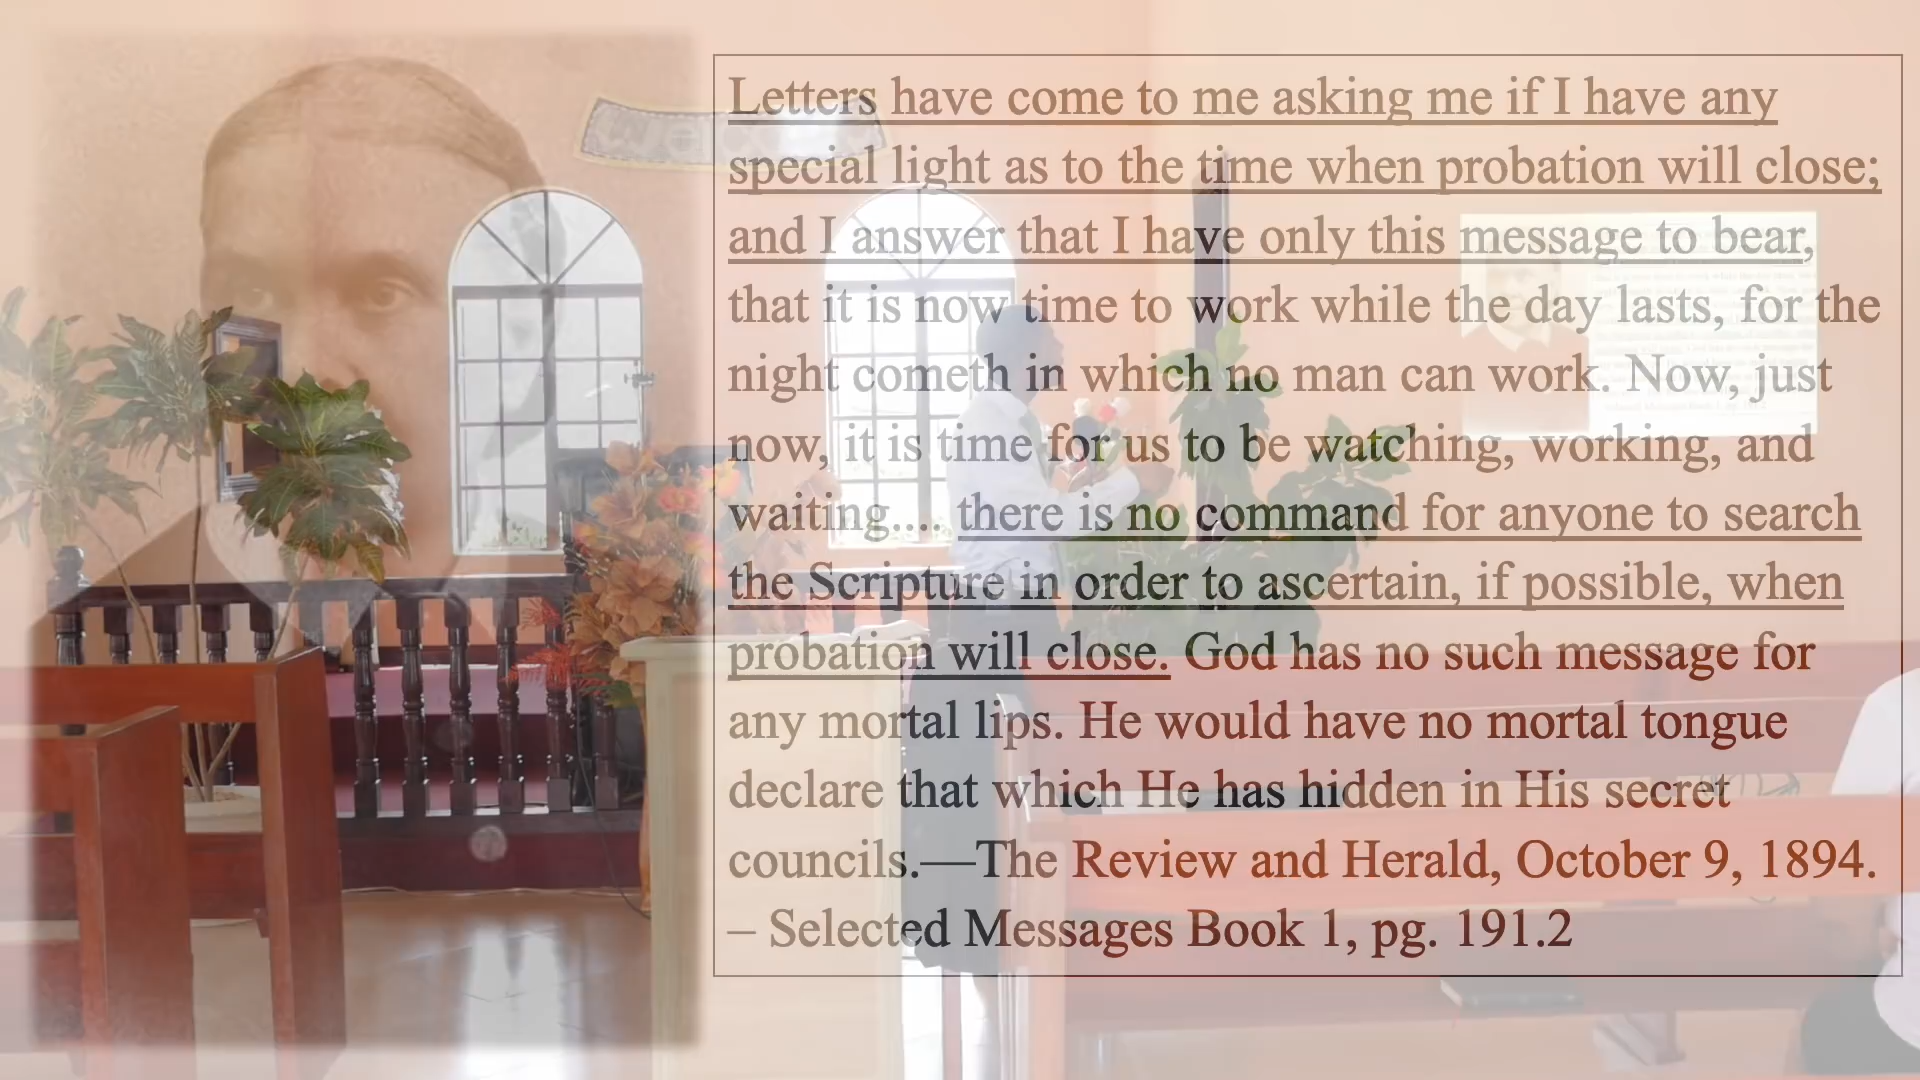 Letters have come to me asking me if I have any
special light as to the time when probation will close;
and I answer that I have only this message to bear,
that it is now time to work while the day lasts, for the
night cometh in which no man can work. Now, just
now, it is time for us to be watching, working, and
waiting.... there is no command for anyone to search
the Scripture in order to ascertain, if possible, when
probation will close. God has no such message for
any mortal lips. He would have no mortal tongue
declare that which He has hidden in His secret
councils.—The Review and Herald, October 9, 1894.
– Selected Messages Book 1, pg. 191.2